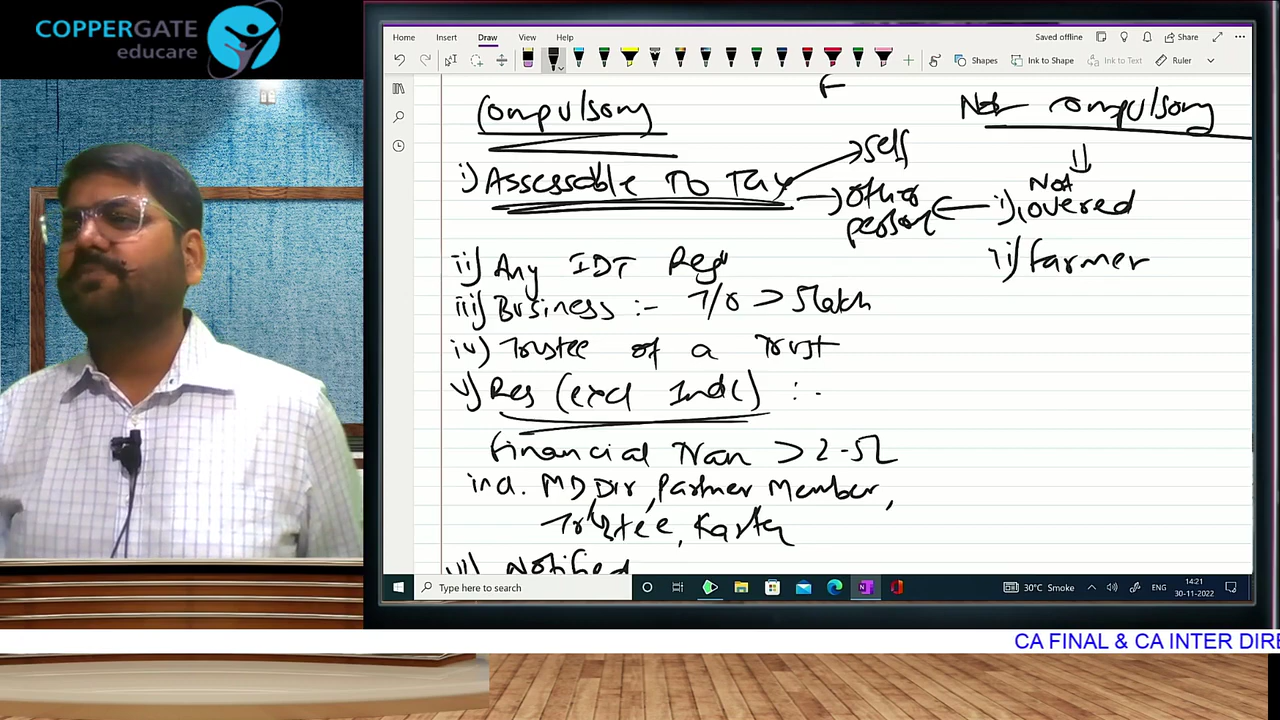 COPPERGATE
educare
Home Insert Draw View Help
Saved offline
Share
Shapes
Ink to Shape
Ink to Text
Ruler
Compulsory
Not compulsory
i) Assessable To Tax
self
other
person
Not
i) covered
ii) farmer
ii) Any IDT Reg
iii) Business :- T/O > 5lakh
iv) Trustee of a Trust
v) Res (excl Indl) :-
financial Tran > 2.5L
incl. MD, Dir, Partner Member,
Trustee, Karta
vi) Notified
Type here to search
30°C Smoke
ENG
14:21
30-11-2022
CA FINAL & CA INTER DIRE